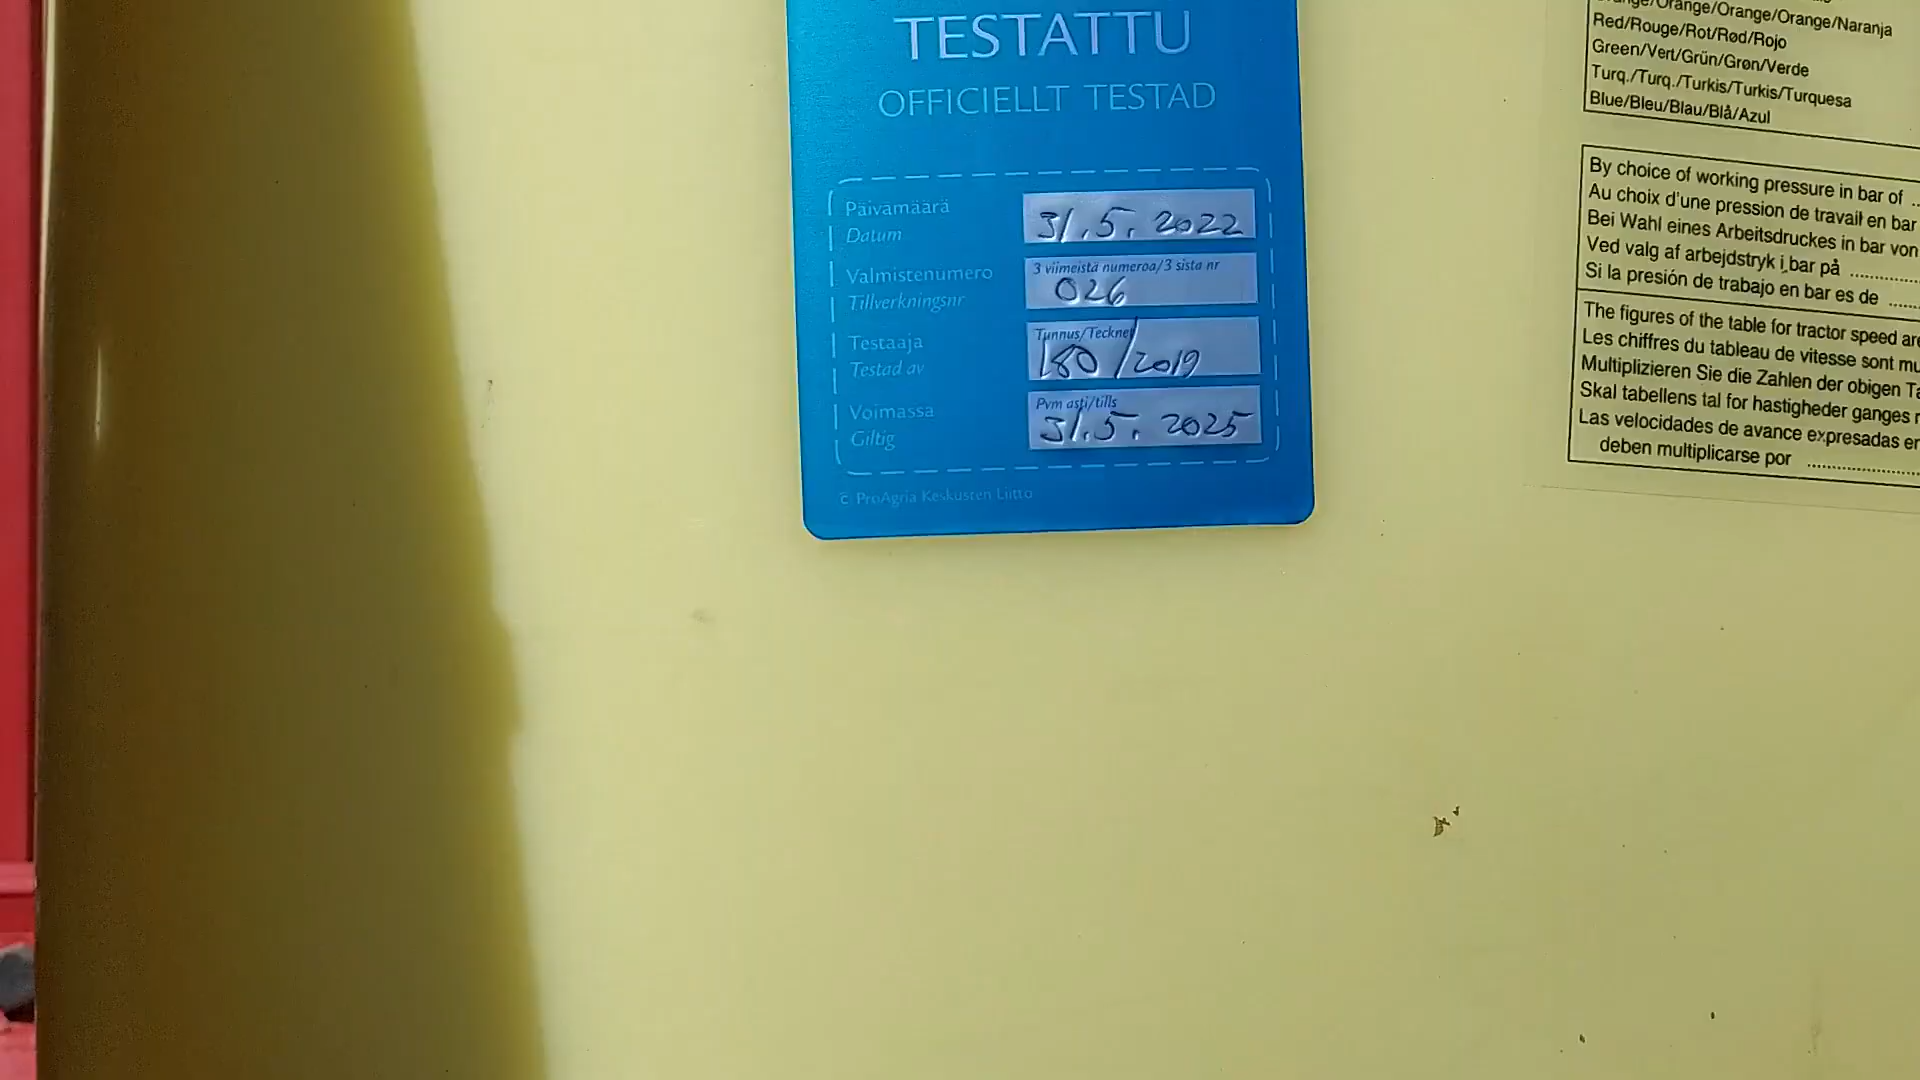 TESTATTU
OFFICIELLT TESTAD
Päivämäärä
Datum
31.5.2022
Valmistenumero
Tillverkningsnr
3 viimeistä numeroa/3 sista nr
026
Testaaja
Testad av
Tunnus/Tecknet
180/2019
Voimassa
Giltig
Pvm asti/tills
31.5.2025
© ProAgria Keskusten Liitto
/Orange/Orange/Orange/Naranja
Red/Rouge/Rot/Rød/Rojo
Green/Vert/Grün/Grøn/Verde
Turq./Turq./Turkis/Turkis/Turquesa
Blue/Bleu/Blau/Blå/Azul
By choice of working pressure in bar of ..
Au choix d'une pression de travail en bar
Bei Wahl eines Arbeitsdruckes in bar von
Ved valg af arbejdstryk i bar på ............
Si la presión de trabajo en bar es de ......
The figures of the table for tractor speed are
Les chiffres du tableau de vitesse sont
Multiplizieren Sie die Zahlen der obigen
Skal tabellens tal for hastigheder ganges
Las velocidades de avance expresadas
deben multiplicarse por ....................